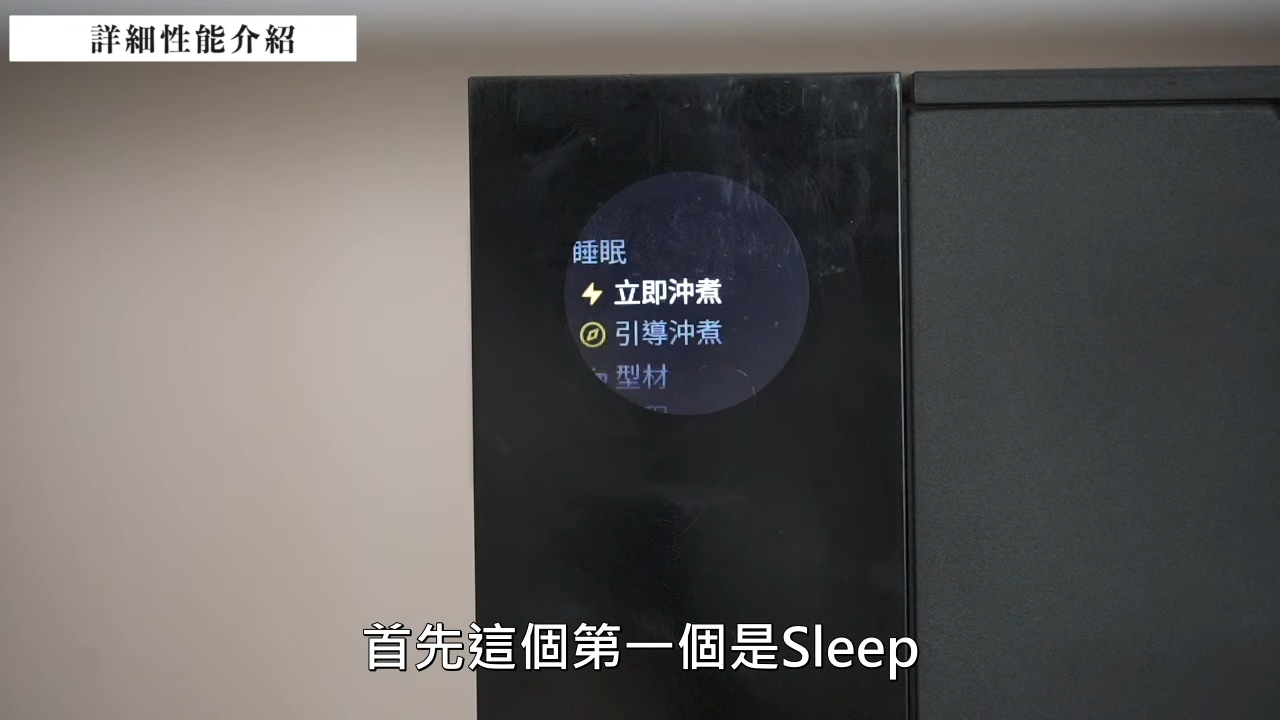 詳細性能介紹
睡眠
立即沖煮
引導沖煮
型材
首先這個第一個是Sleep